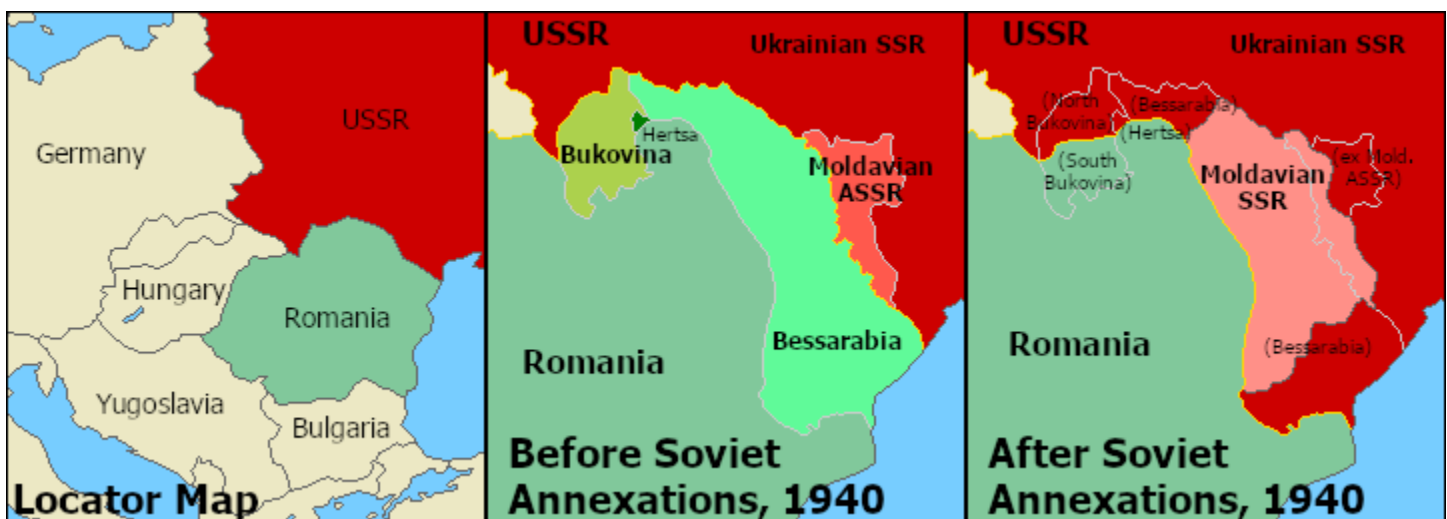 USSR
Germany
Hungary
Romania
Yugoslavia
Bulgaria
Locator Map
USSR
Ukrainian SSR
Hertsa
Bukovina
Moldavian
ASSR
Bessarabia
Romania
Before Soviet
Annexations, 1940
USSR
Ukrainian SSR
(North
Bukovina)
(Bessarabia)
(Hertsa)
(South
Bukovina)
(ex Mold.
ASSR)
Moldavian
SSR
Romania
(Bessarabia)
After Soviet
Annexations, 1940